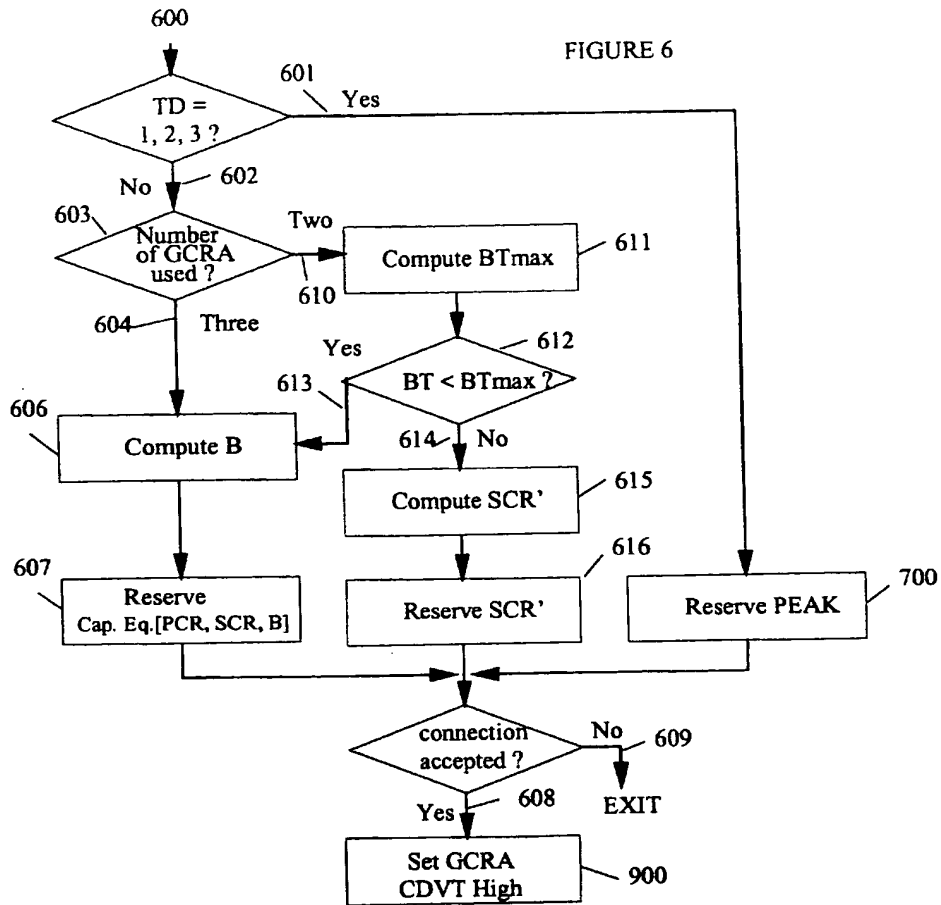 600
FIGURE 6
601
Yes
TD =
1, 2, 3 ?
602
No
603
Number
of GCRA
used ?
Two
610
Compute BTmax
611
604
Three
Yes
612
613
BT < BTmax ?
606
Compute B
614
No
Compute SCR'
615
607
Reserve
Cap. Eq.[PCR, SCR, B]
616
Reserve SCR'
700
Reserve PEAK
connection
accepted ?
No
609
EXIT
Yes
608
Set GCRA
CDVT High
900